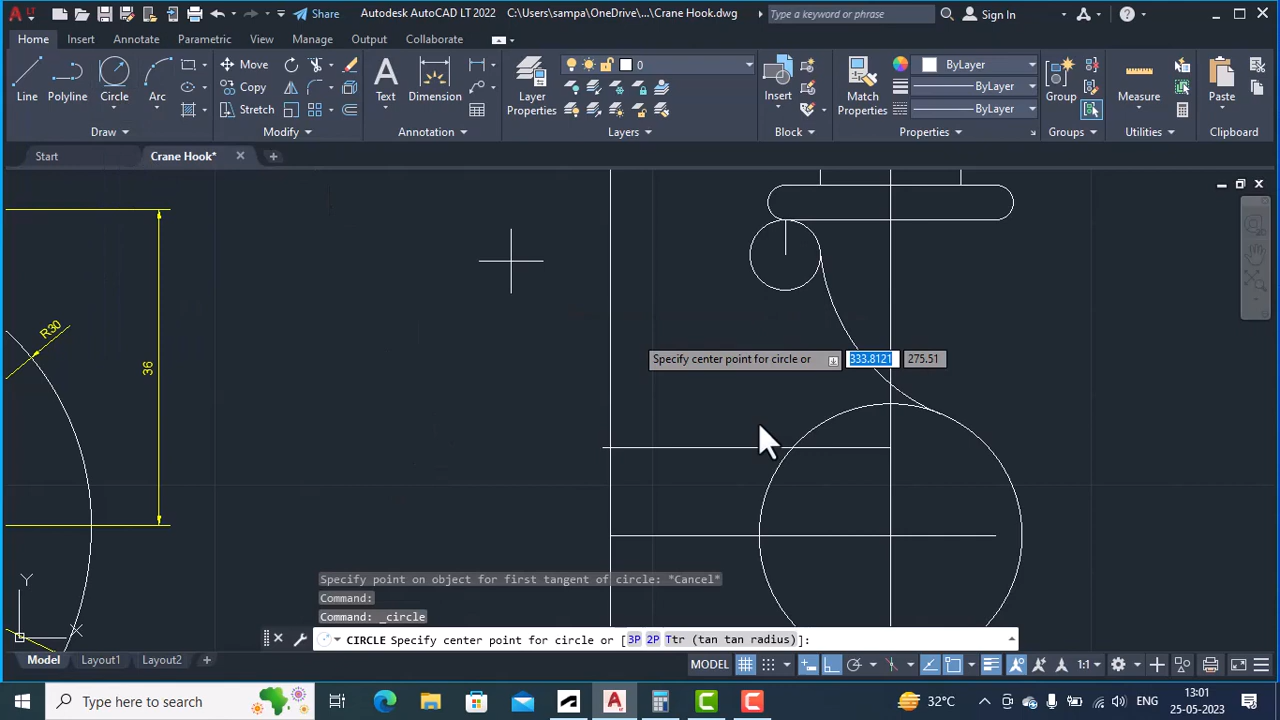 Share
Autodesk AutoCAD LT 2022
C:\Users\sampa\OneDrive\...\Crane Hook.dwg
Type a keyword or phrase
Sign In
Home
Insert
Annotate
Parametric
View
Manage
Output
Collaborate
Line
Polyline
Circle
Arc
Move
Copy
Stretch
Text
Dimension
Layer
Properties
0
Insert
Match
Properties
ByLayer
ByLayer
ByLayer
Group
Measure
Paste
Draw
Modify
Annotation
Layers
Block
Properties
Groups
Utilities
Clipboard
Start
Crane Hook*
R30
36
Specify center point for circle or
333.8121
275.51
Specify point on object for first tangent of circle: *Cancel*
Command:
Command: _circle
CIRCLE Specify center point for circle or [3P 2P Ttr (tan tan radius)]:
Y
X
Model
Layout1
Layout2
MODEL
1:1
Type here to search
32°C
ENG
13:01
25-05-2023